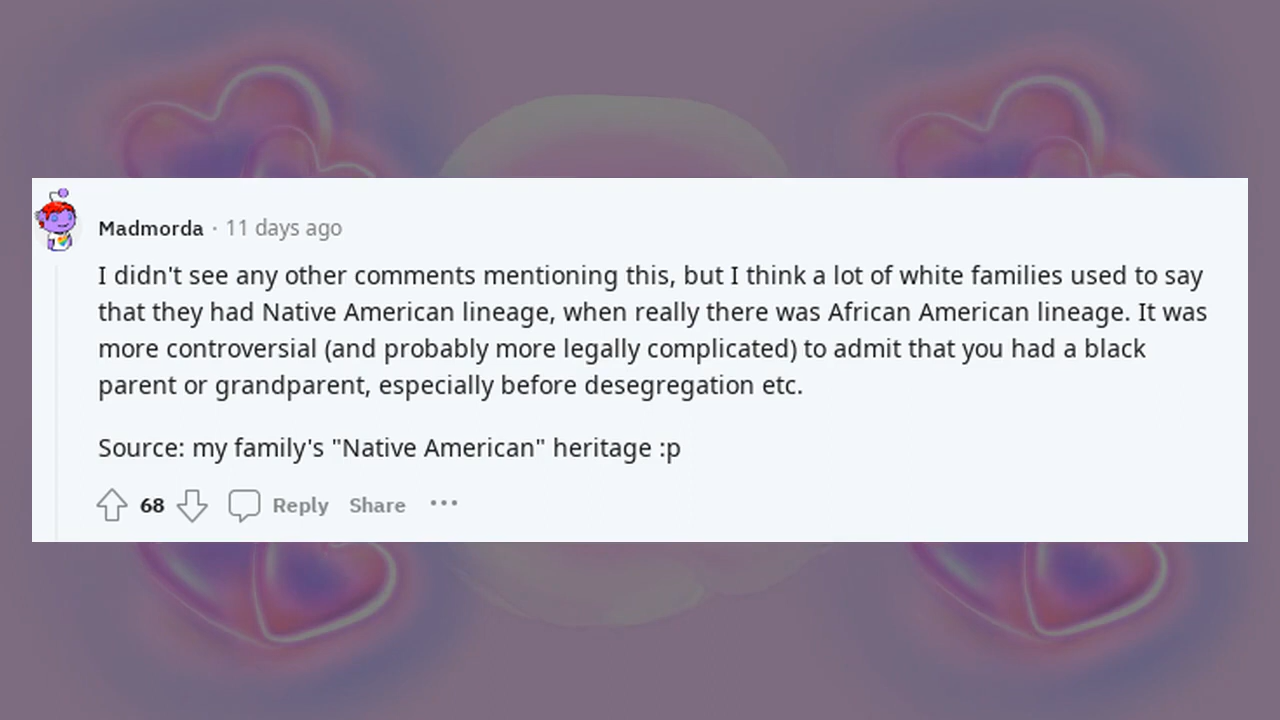 Madmorda · 11 days ago
I didn't see any other comments mentioning this, but I think a lot of white families used to say
that they had Native American lineage, when really there was African American lineage. It was
more controversial (and probably more legally complicated) to admit that you had a black
parent or grandparent, especially before desegregation etc.
Source: my family's "Native American" heritage :p
68 Reply Share ···